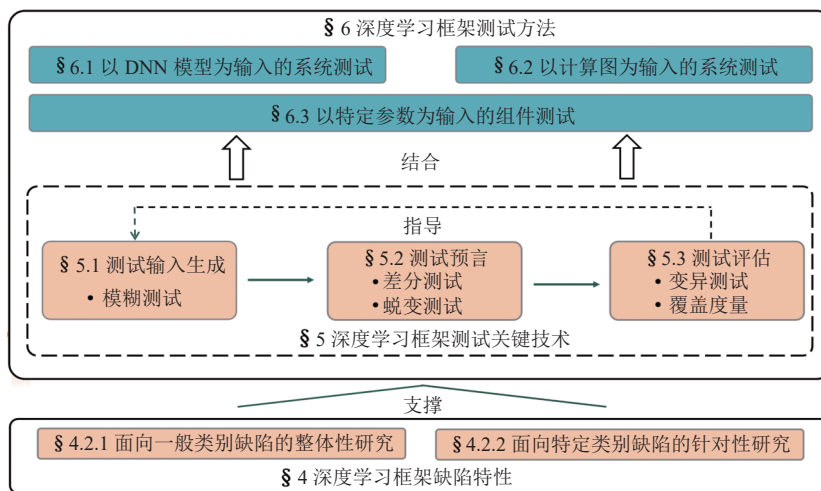 § 6 深度学习框架测试方法
§ 6.1 以 DNN 模型为输入的系统测试
§ 6.2 以计算图为输入的系统测试
§ 6.3 以特定参数为输入的组件测试
结合
指导
§ 5.1 测试输入生成
• 模糊测试
§ 5.2 测试预言
• 差分测试
• 蜕变测试
§ 5.3 测试评估
• 变异测试
• 覆盖度量
§ 5 深度学习框架测试关键技术
支撑
§ 4.2.1 面向一般类别缺陷的整体性研究
§ 4.2.2 面向特定类别缺陷的针对性研究
§ 4 深度学习框架缺陷特性